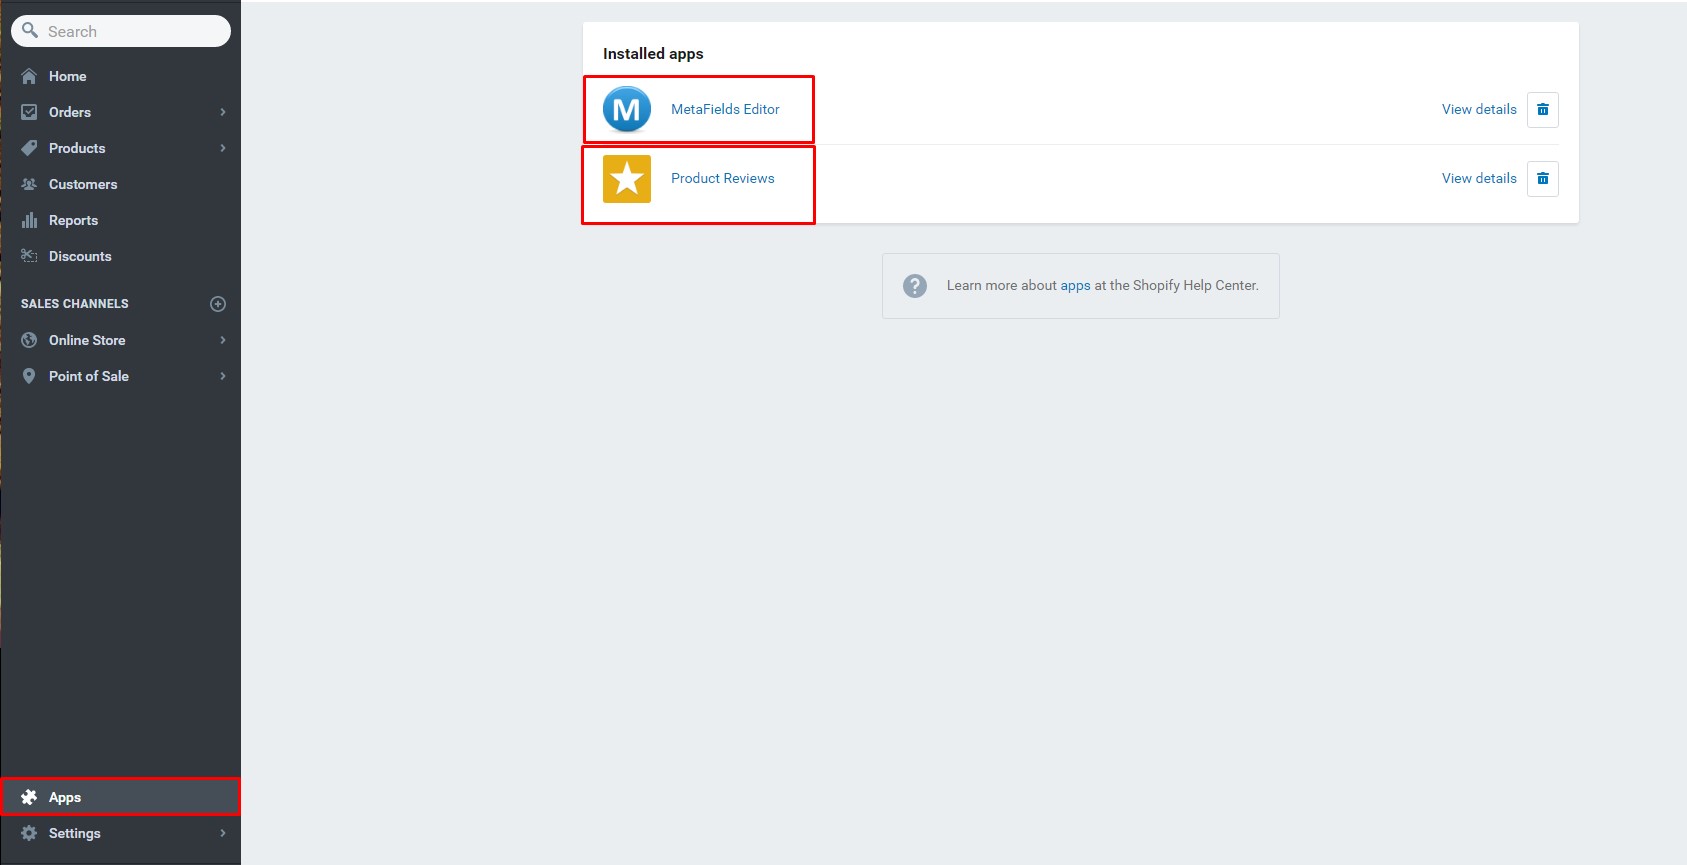 Search
Home
Orders
Products
Customers
Reports
Discounts
SALES CHANNELS
Online Store
Point of Sale
Apps
Settings
Installed apps
M MetaFields Editor View details
Product Reviews View details
? Learn more about apps at the Shopify Help Center.